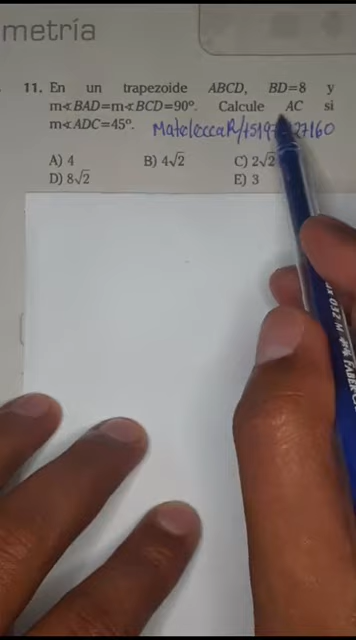 metría
11. En un trapezoide ABCD, BD=8 y
m∢BAD=m∢BCD=90°. Calcule AC si
m∢ADC=45°.
A) 4 B) 4√2 C) 2√2
D) 8√2 E) 3